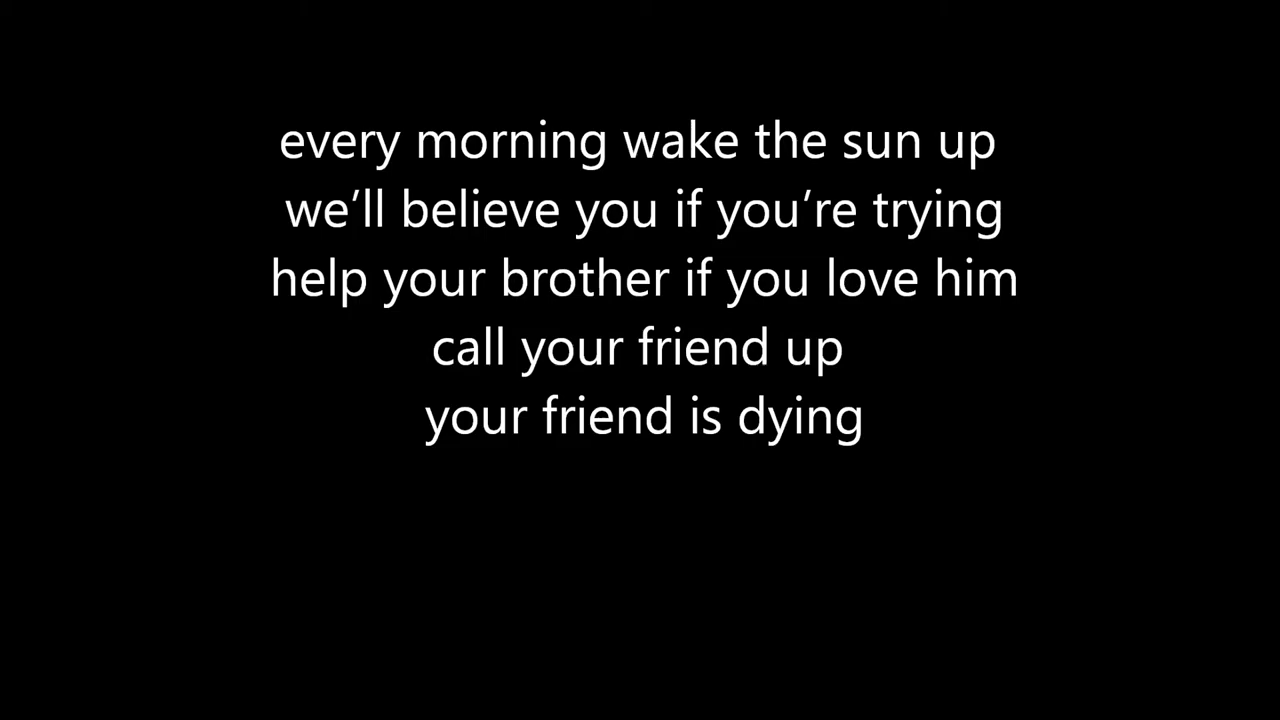 every morning wake the sun up
we’ll believe you if you’re trying
help your brother if you love him
call your friend up
your friend is dying